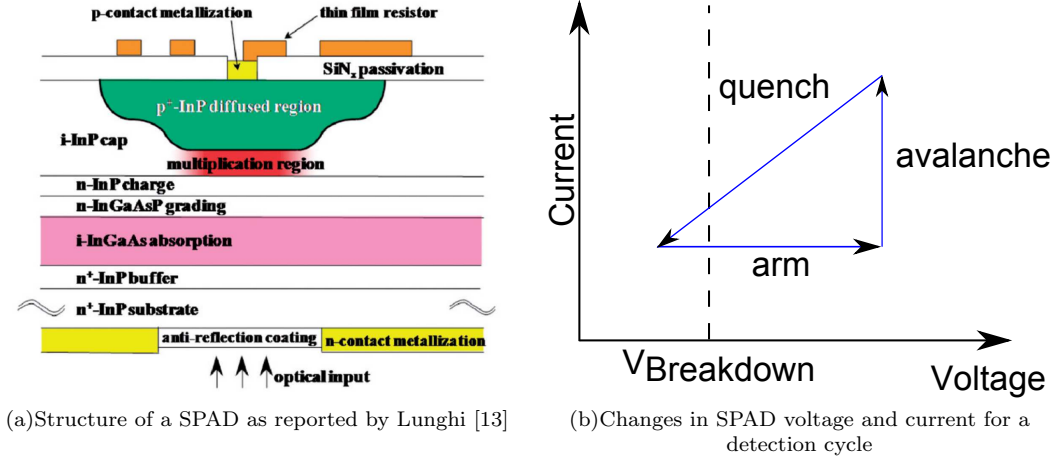 p-contact metallization
thin film resistor
SiNx passivation
p⁻-InP diffused region
i-InP cap
multiplication region
n-InP charge
n-InGaAsP grading
i-InGaAs absorption
n⁺-InP buffer
n⁺-InP substrate
anti-reflection coating
n-contact metallization
optical input
(a)Structure of a SPAD as reported by Lunghi [13]
Current
quench
avalanche
arm
VBreakdown
Voltage
(b)Changes in SPAD voltage and current for a
detection cycle